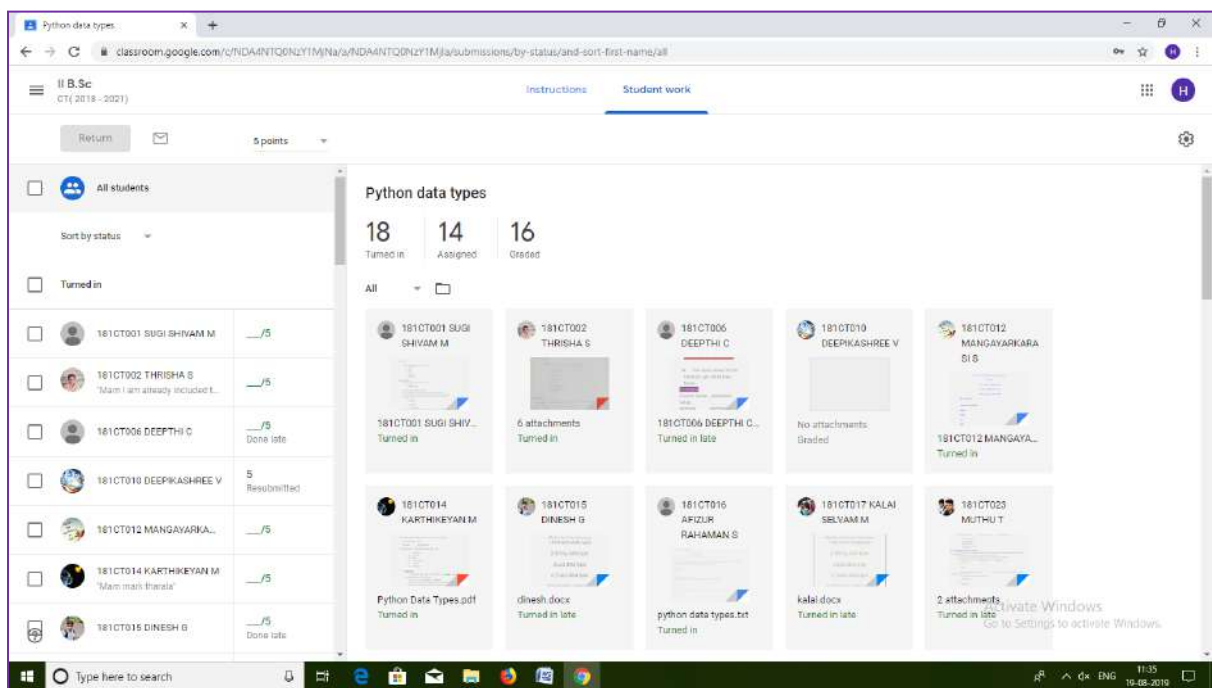 Python data types.
classroom.google.com/c/NDA4NTQ0NzY1MjNa/a/NDA4NTQ0NzY1MjIa/submissions/by-status/and-sort-first-name/all
II B.Sc
CT( 2018 - 2021)
Instructions
Student work
H
Return
5 points
All students
Sort by status
Turned in
181CT001 SUGI SHIVAM M
__/5
181CT002 THRISHA S
"Mam I am already included t...
__/5
181CT006 DEEPTHI C
__/5
Done late
181CT010 DEEPIKASHREE V
5
Resubmitted
181CT012 MANGAYARKA...
__/5
181CT014 KARTHIKEYAN M
"Mam mark tharala"
__/5
181CT015 DINESH G
__/5
Done late
Python data types
18
14
16
Turned in
Assigned
Graded
All
181CT001 SUGI
SHIVAM M
181CT001 SUGI SHIV...
Turned in
181CT002
THRISHA S
6 attachments
Turned in
181CT006
DEEPTHI C
181CT006 DEEPTHI C...
Turned in late
181CT010
DEEPIKASHREE V
No attachments
Graded
181CT012
MANGAYARKARA
SI S
181CT012 MANGAYA...
Turned in
181CT014
KARTHIKEYAN M
Python Data Types.pdf
Turned in
181CT015
DINESH G
dinesh.docx
Turned in late
181CT016
AFIZUR
RAHAMAN S
python data types.txt
Turned in
181CT017 KALAI
SELVAM M
kalai.docx
Turned in late
181CT023
MUTHU T
2 attachments
Turned in late
Activate Windows
Go to Settings to activate Windows.
Type here to search
ENG
11:35
19-08-2019